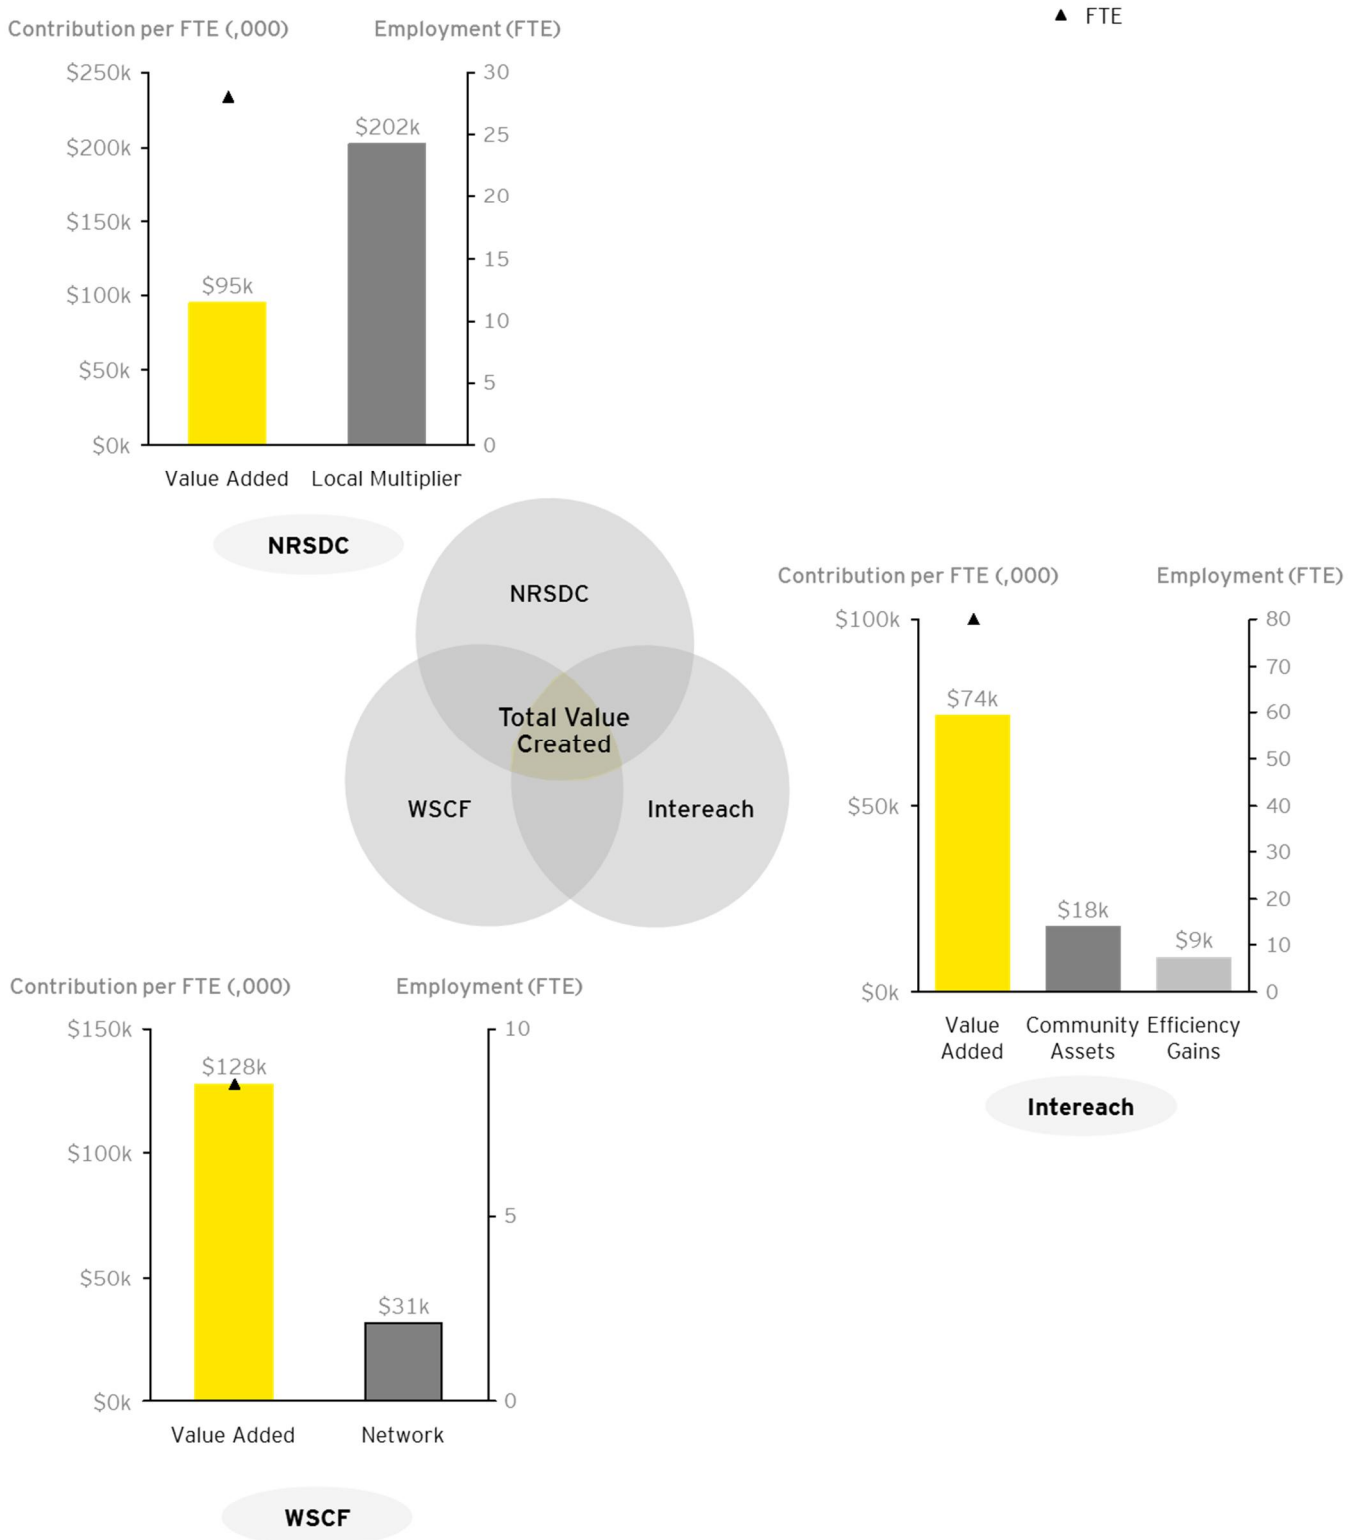 ▲ FTE
Contribution per FTE (,000) Employment (FTE)
$250k 30
$202k
25
$200k
20
$150k
15
$95k
$100k
10
$50k
5
$0k 0
Value Added Local Multiplier
NRSDC
NRSDC
Total Value
Created
WSCF Intereach
Contribution per FTE (,000) Employment (FTE)
$100k 80
70
$74k
60
50
$50k 40
30
$18k 20
$9k 10
$0k 0
Value Community Efficiency
Added Assets Gains
Intereach
Contribution per FTE (,000) Employment (FTE)
$150k 10
$128k
$100k
5
$50k
$31k
$0k 0
Value Added Network
WSCF